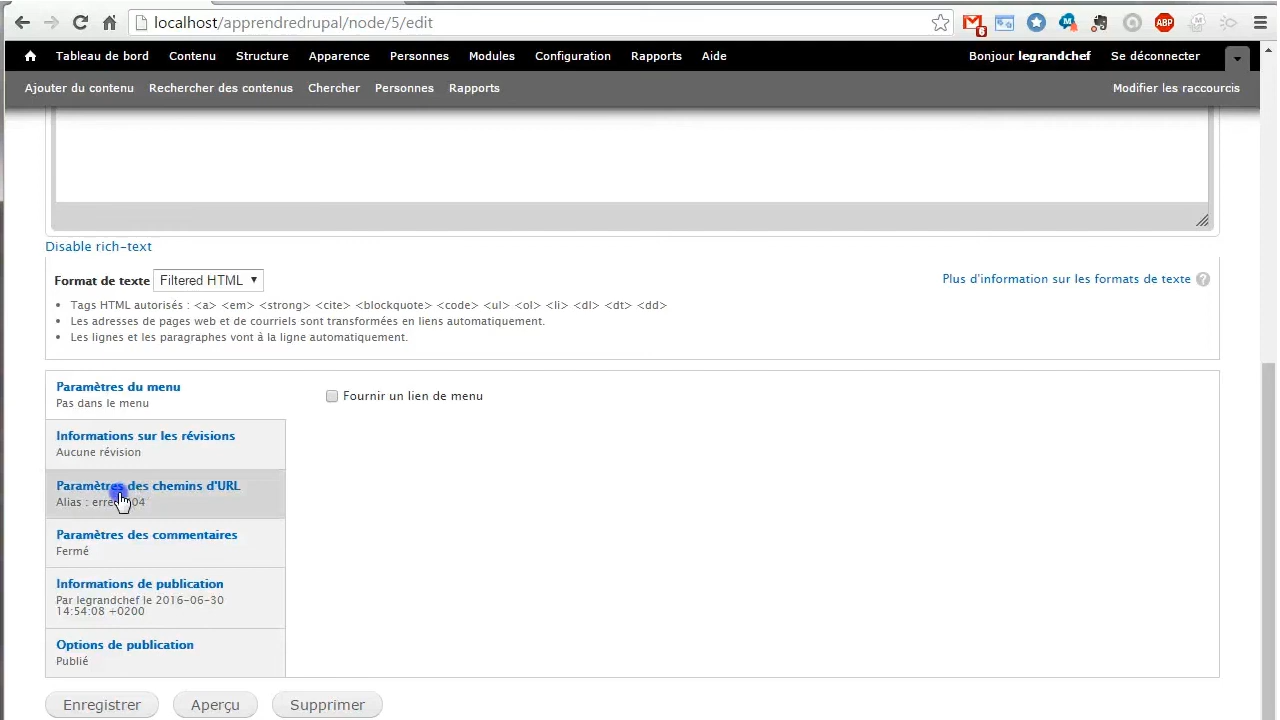 localhost/apprendredrupal/node/5/edit
6
ABP
Tableau de bord Contenu Structure Apparence Personnes Modules Configuration Rapports Aide Bonjour legrandchef Se déconnecter
Ajouter du contenu Rechercher des contenus Chercher Personnes Rapports Modifier les raccourcis
Disable rich-text
Format de texte Filtered HTML Plus d'information sur les formats de texte ?
Tags HTML autorisés : <a> <em> <strong> <cite> <blockquote> <code> <ul> <ol> <li> <dl> <dt> <dd>
Les adresses de pages web et de courriels sont transformées en liens automatiquement.
Les lignes et les paragraphes vont à la ligne automatiquement.
Paramètres du menu
Pas dans le menu
Fournir un lien de menu
Informations sur les révisions
Aucune révision
Paramètres des chemins d'URL
Alias :
Paramètres des commentaires
Fermé
Informations de publication
Par legrandchef le 2016-06-30
14:54:08 +0200
Options de publication
Publié
Enregistrer Aperçu Supprimer